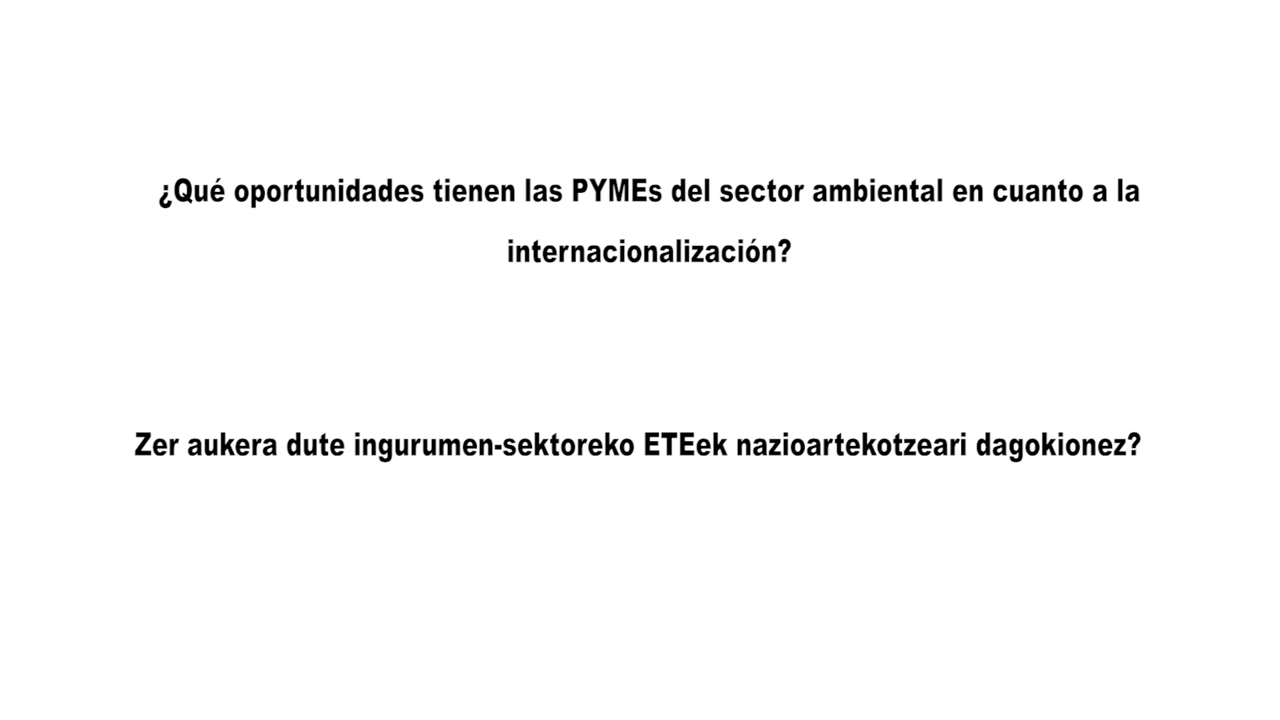 ¿Qué oportunidades tienen las PYMEs del sector ambiental en cuanto a la
internacionalización?
Zer aukera dute ingurumen-sektoreko ETEek nazioartekotzeari dagokionez?